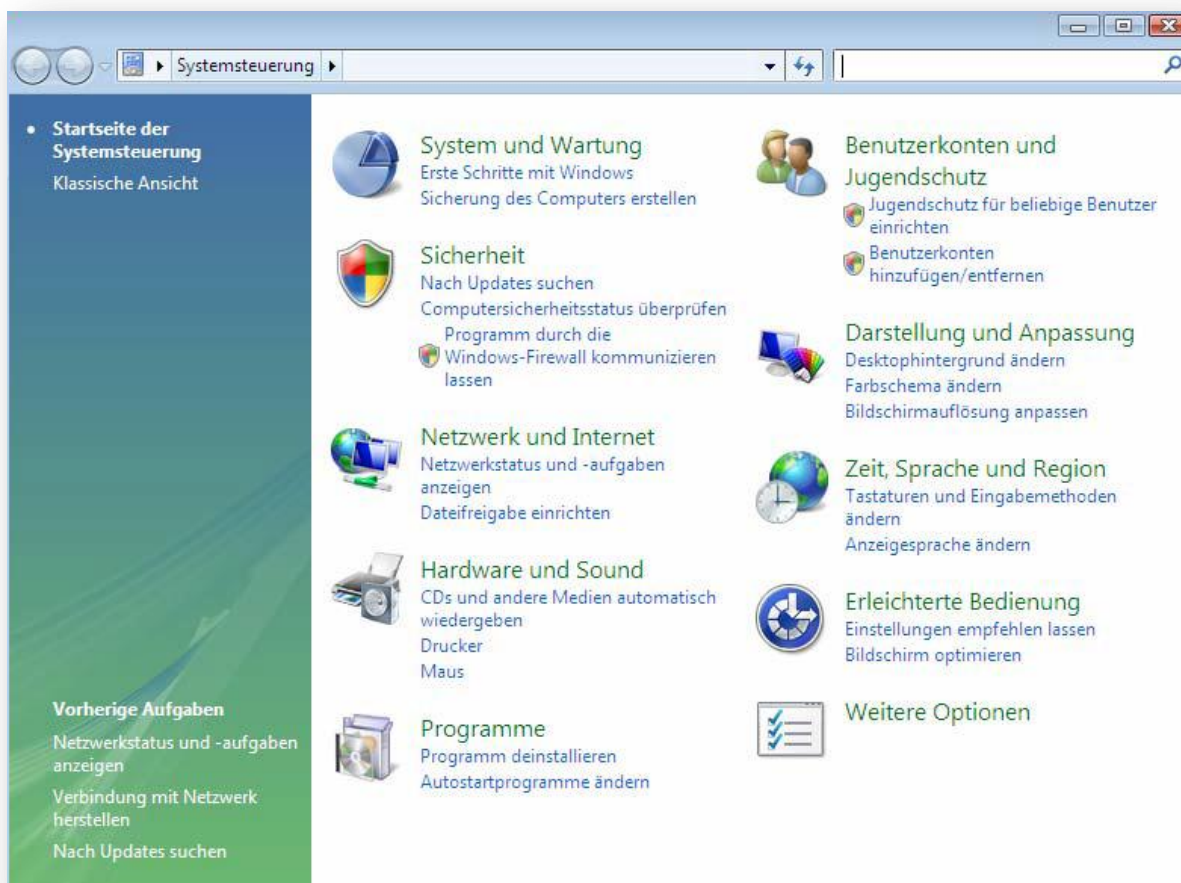 Systemsteuerung
Startseite der
Systemsteuerung
Klassische Ansicht
System und Wartung
Erste Schritte mit Windows
Sicherung des Computers erstellen
Sicherheit
Nach Updates suchen
Computersicherheitsstatus überprüfen
Programm durch die
Windows-Firewall kommunizieren
lassen
Netzwerk und Internet
Netzwerkstatus und -aufgaben
anzeigen
Dateifreigabe einrichten
Hardware und Sound
CDs und andere Medien automatisch
wiedergeben
Drucker
Maus
Programme
Programm deinstallieren
Autostartprogramme ändern
Benutzerkonten und
Jugendschutz
Jugendschutz für beliebige Benutzer
einrichten
Benutzerkonten
hinzufügen/entfernen
Darstellung und Anpassung
Desktophintergrund ändern
Farbschema ändern
Bildschirmauflösung anpassen
Zeit, Sprache und Region
Tastaturen und Eingabemethoden
ändern
Anzeigesprache ändern
Erleichterte Bedienung
Einstellungen empfehlen lassen
Bildschirm optimieren
Weitere Optionen
Vorherige Aufgaben
Netzwerkstatus und -aufgaben
anzeigen
Verbindung mit Netzwerk
herstellen
Nach Updates suchen